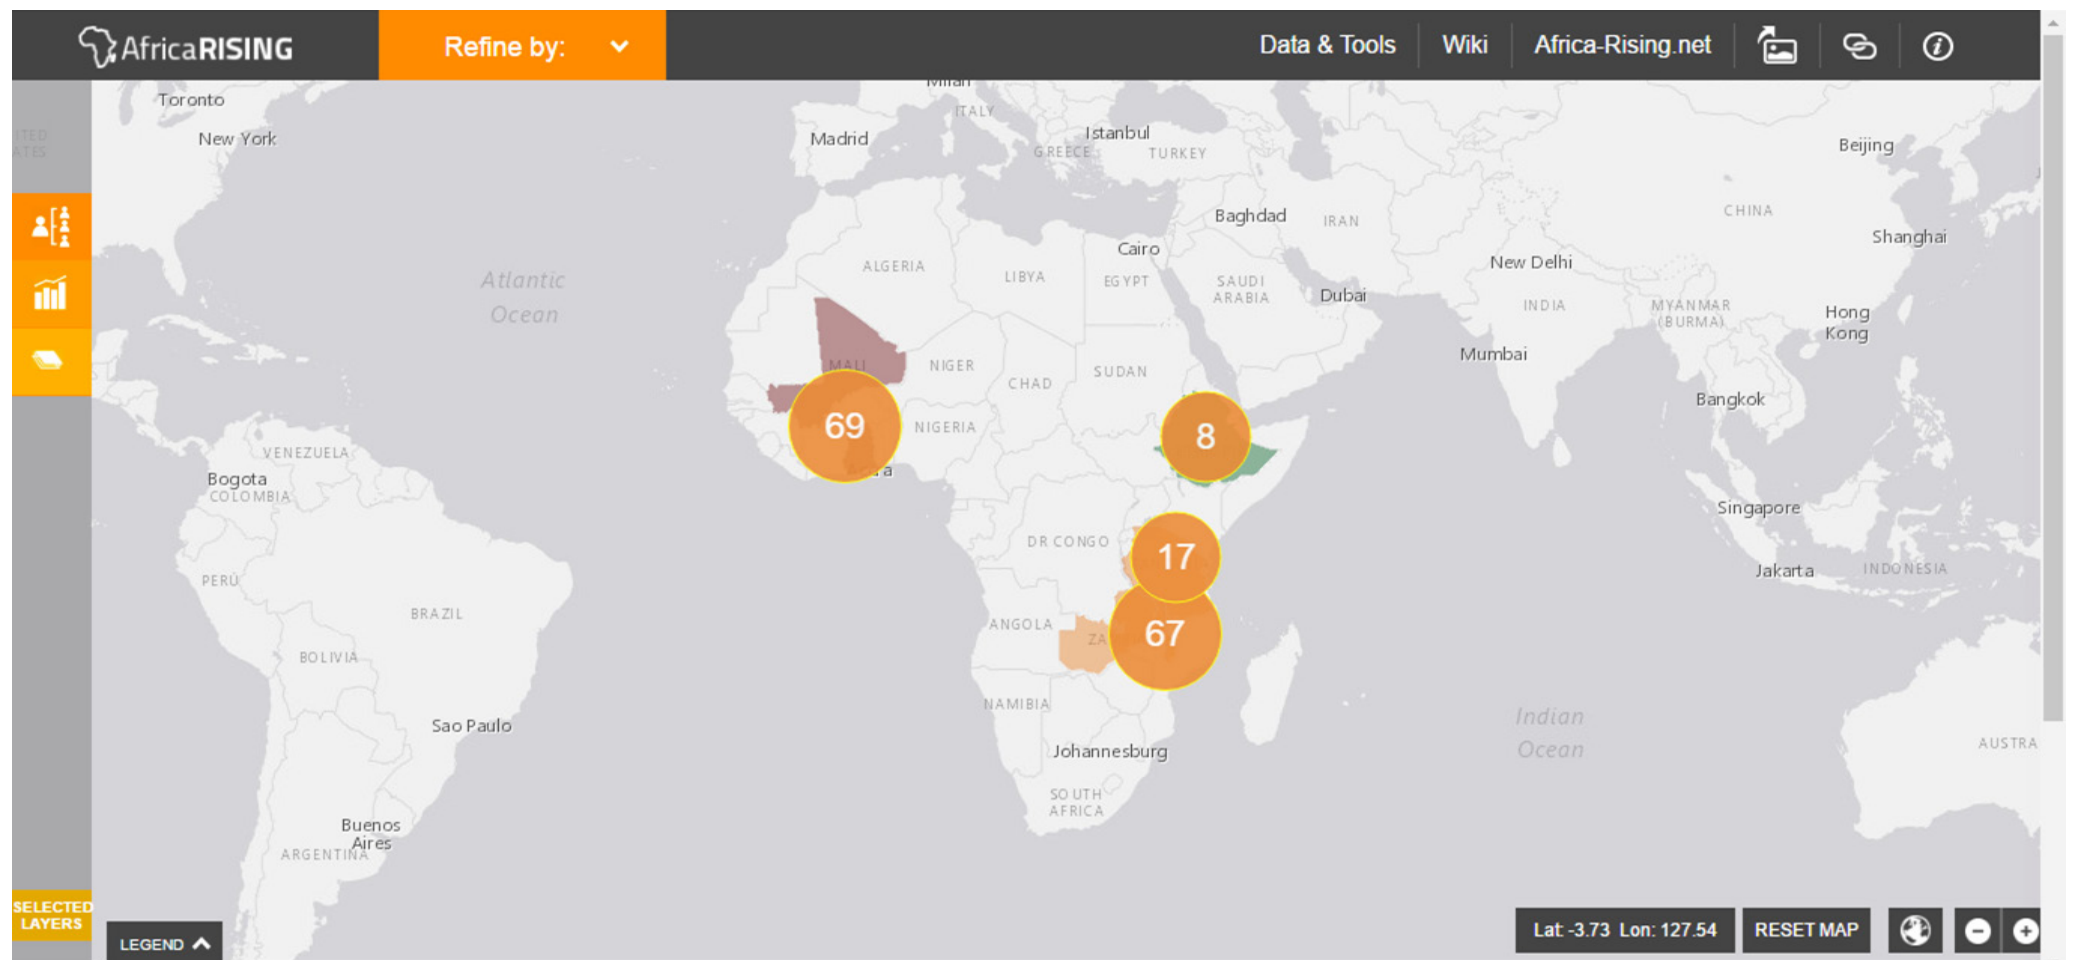 AfricaRISING
Refine by:
Data & Tools
Wiki
Africa-Rising.net
Toronto
New York
Madrid
ITALY
Istanbul
GREECE
TURKEY
Beijing
CHINA
Shanghai
Baghdad
IRAN
Cairo
ALGERIA
LIBYA
EGYPT
SAUDI
ARABIA
Dubai
New Delhi
INDIA
MYANMAR
(BURMA)
Hong
Kong
Atlantic
Ocean
MALI
NIGER
CHAD
SUDAN
Mumbai
Bangkok
69
NIGERIA
8
VENEZUELA
Bogota
COLOMBIA
Singapore
DR CONGO
17
Jakarta
INDONESIA
PERÚ
BRAZIL
ANGOLA
ZA
67
BOLIVIA
NAMIBIA
Sao Paulo
Indian
Ocean
Johannesburg
AUSTRA
SOUTH
AFRICA
Buenos
Aires
ARGENTINA
SELECTED
LAYERS
LEGEND
Lat: -3.73 Lon: 127.54
RESET MAP